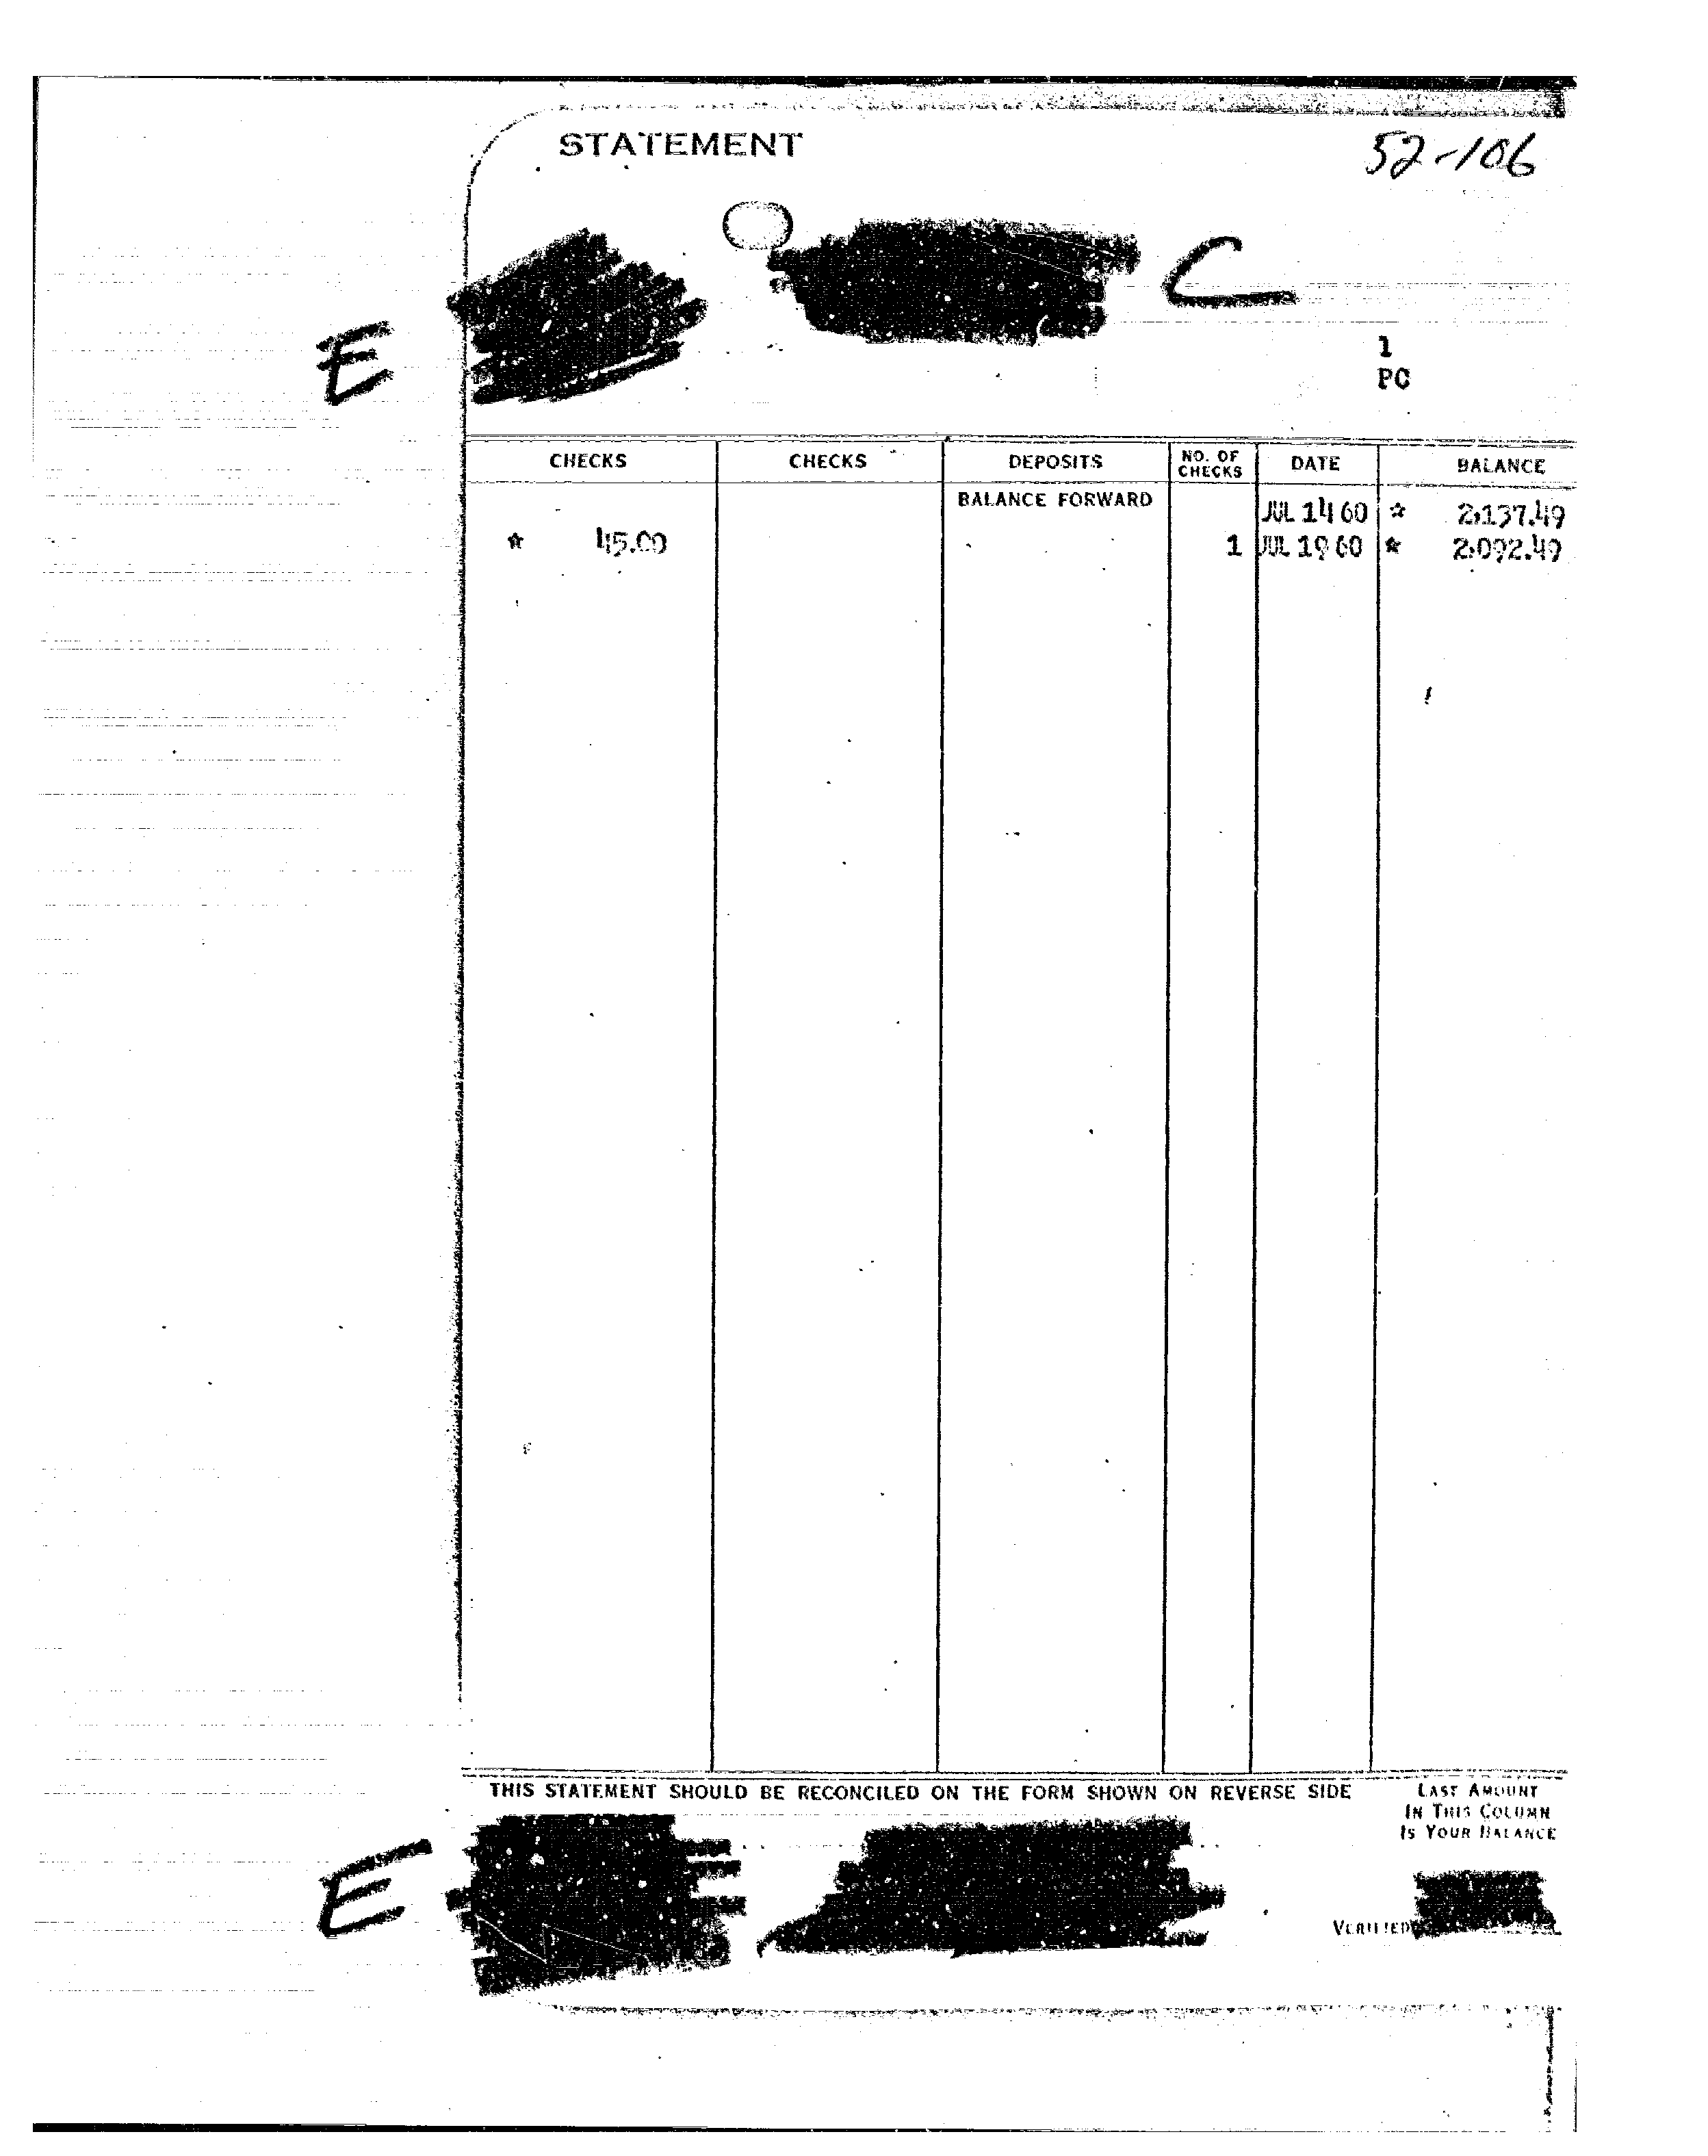 STATEMENT
52-106
C
E
1
PC
CHECKS CHECKS DEPOSITS NO. OF CHECKS DATE BALANCE
BALANCE FORWARD JUL 14 60 * 2,137.49
* 45.00 1 JUL 19 60 * 2,092.49
THIS STATEMENT SHOULD BE RECONCILED ON THE FORM SHOWN ON REVERSE SIDE
LAST AMOUNT
IN THIS COLUMN
IS YOUR BALANCE
E
VERIFIED